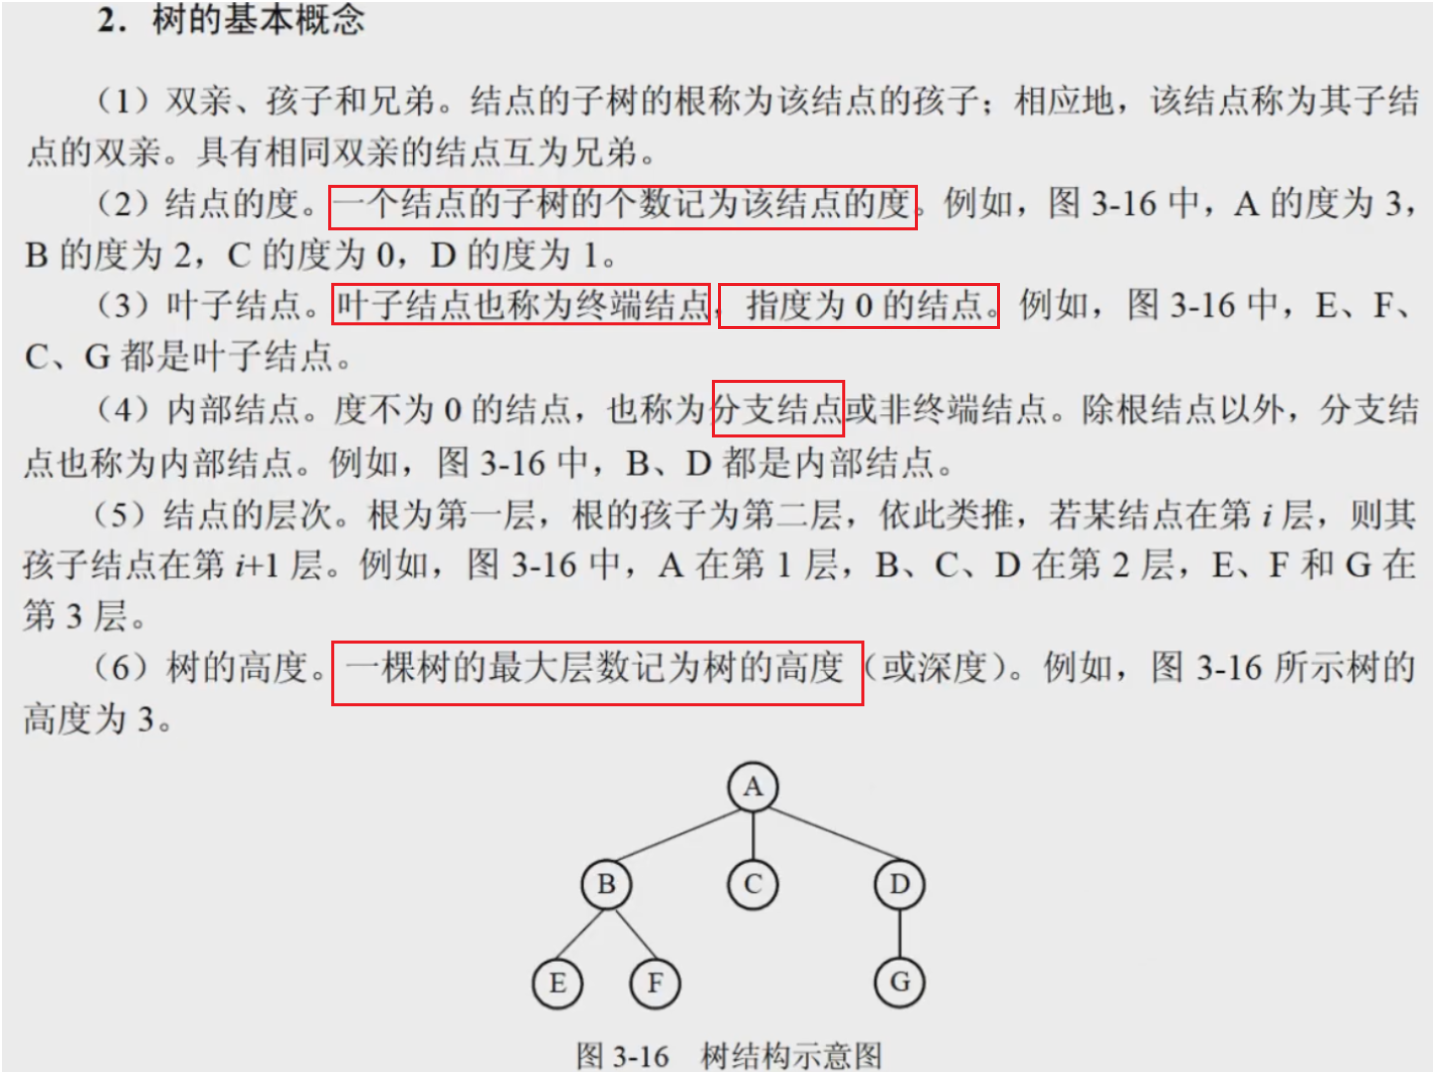 2. 树的基本概念
（1）双亲、孩子和兄弟。结点的子树的根称为该结点的孩子；相应地，该结点称为其子结
点的双亲。具有相同双亲的结点互为兄弟。
（2）结点的度。一个结点的子树的个数记为该结点的度。例如，图 3-16 中，A 的度为 3，
B 的度为 2，C 的度为 0，D 的度为 1。
（3）叶子结点。叶子结点也称为终端结点，指度为 0 的结点。例如，图 3-16 中，E、F、
C、G 都是叶子结点。
（4）内部结点。度不为 0 的结点，也称为分支结点或非终端结点。除根结点以外，分支结
点也称为内部结点。例如，图 3-16 中，B、D 都是内部结点。
（5）结点的层次。根为第一层，根的孩子为第二层，依此类推，若某结点在第 i 层，则其
孩子结点在第 i+1 层。例如，图 3-16 中，A 在第 1 层，B、C、D 在第 2 层，E、F 和 G 在
第 3 层。
（6）树的高度。一棵树的最大层数记为树的高度（或深度）。例如，图 3-16 所示树的
高度为 3。
A
B C D
E F G
图 3-16 树结构示意图